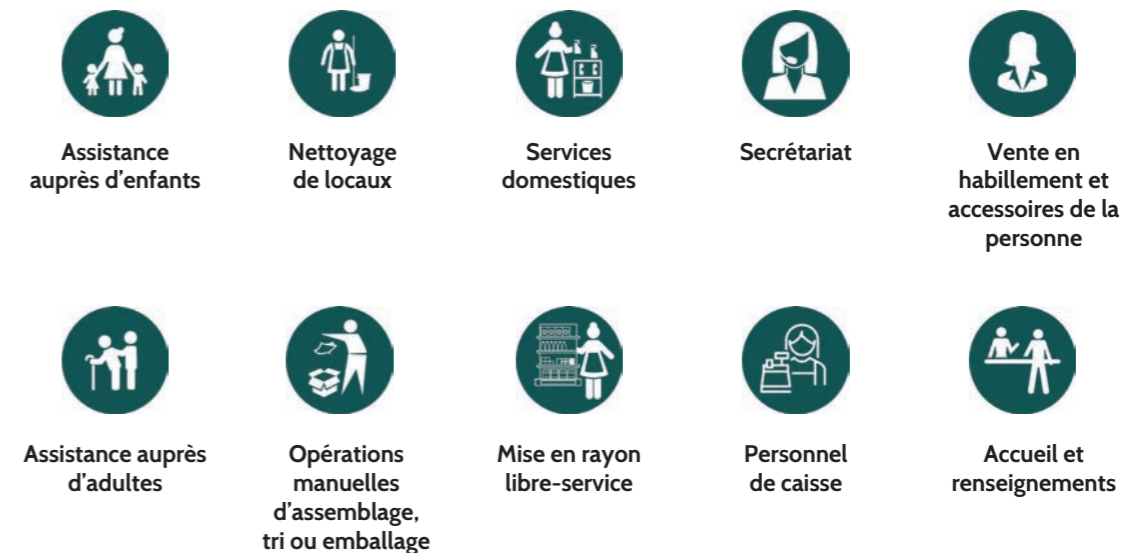 Assistance
auprès d'enfants
Nettoyage
de locaux
Services
domestiques
Secrétariat
Vente en
habillement et
accessoires de la
personne
Assistance auprès
d'adultes
Opérations
manuelles
d'assemblage,
tri ou emballage
Mise en rayon
libre-service
Personnel
de caisse
Accueil et
renseignements